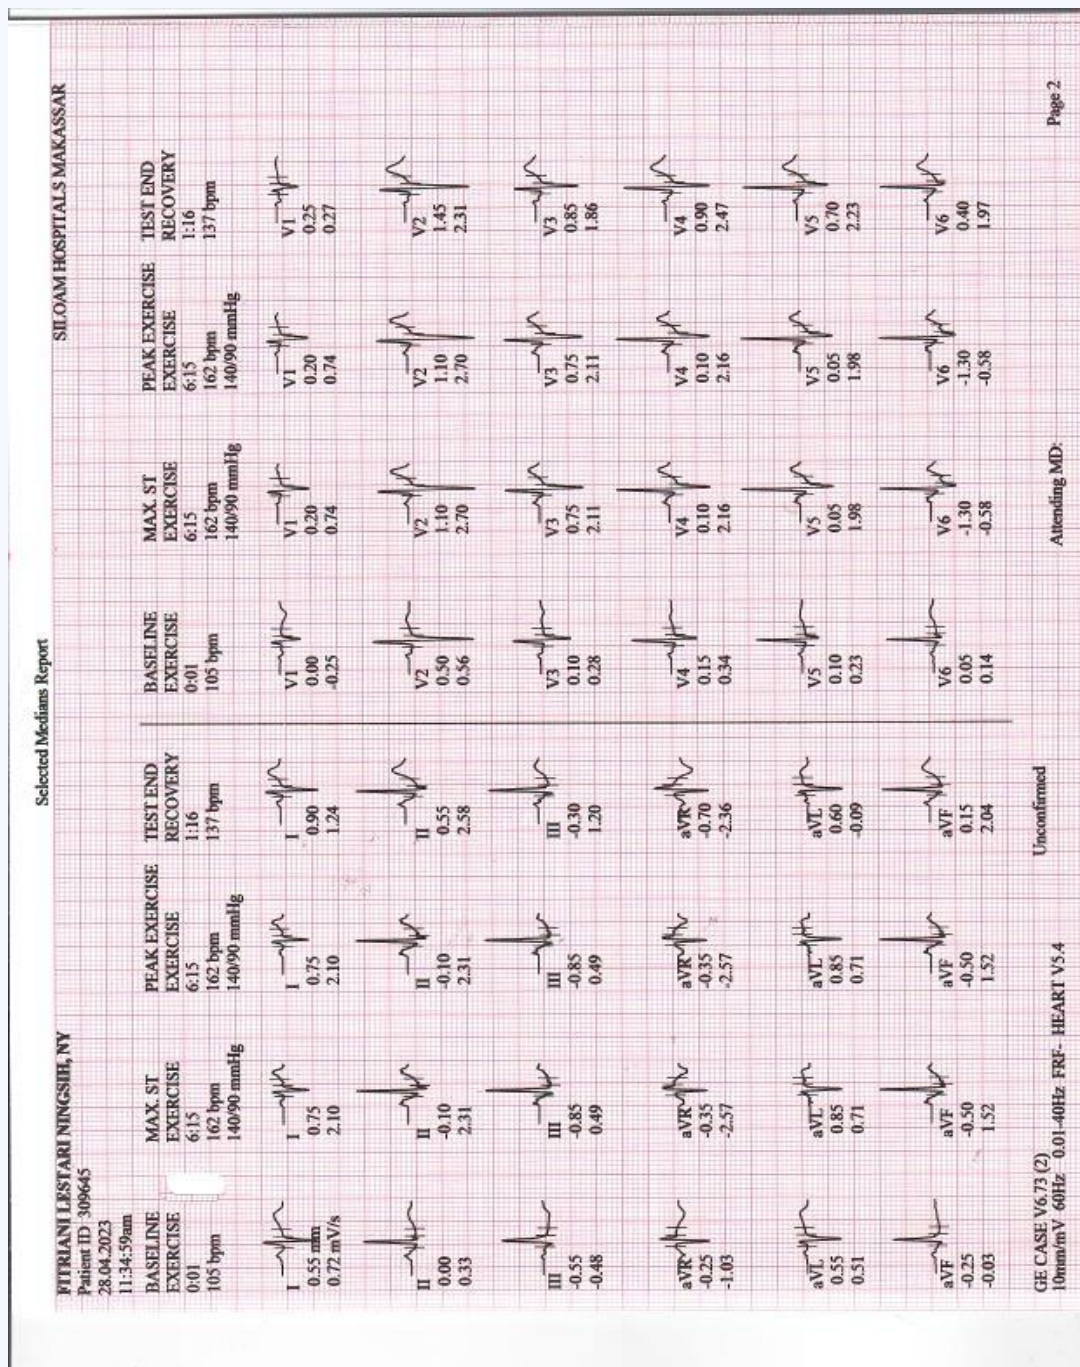 Selected Medians Report
FITRIANI LESTARI NINGSIH, NY
Patient ID 309645
28.04.2023
11:34:59am
SILOAM HOSPITALS MAKASSAR
BASELINE
EXERCISE
0:01
105 bpm
MAX. ST
EXERCISE
6:15
162 bpm
140/90 mmHg
PEAK EXERCISE
EXERCISE
6:15
162 bpm
140/90 mmHg
TEST END
RECOVERY
1:16
137 bpm
BASELINE
EXERCISE
0:01
105 bpm
MAX. ST
EXERCISE
6:15
162 bpm
140/90 mmHg
PEAK EXERCISE
EXERCISE
6:15
162 bpm
140/90 mmHg
TEST END
RECOVERY
1:16
137 bpm
I I I I V1 V1 V1 V1
0.55 mm 0.75 0.75 0.90 0.00 0.20 0.20 0.25
0.72 mV/s 2.10 2.10 1.24 -0.25 0.74 0.74 0.27
II II II II V2 V2 V2 V2
0.00 -0.10 -0.10 0.55 0.50 1.10 1.10 1.45
0.33 2.31 2.31 2.58 0.56 2.70 2.70 2.31
III III III III V3 V3 V3 V3
-0.55 -0.85 -0.85 -0.30 0.10 0.75 0.75 0.85
-0.48 0.49 0.49 1.20 0.28 2.11 2.11 1.86
aVR aVR aVR aVR V4 V4 V4 V4
-0.25 -0.35 -0.35 -0.70 0.15 0.10 0.10 0.90
-1.03 -2.57 -2.57 -2.36 0.34 2.16 2.16 2.47
aVL aVL aVL aVL V5 V5 V5 V5
0.55 0.85 0.85 0.60 0.10 0.05 0.05 0.70
0.51 0.71 0.71 -0.09 0.23 1.98 1.98 2.23
aVF aVF aVF aVF V6 V6 V6 V6
-0.25 -0.50 -0.50 0.15 0.05 -1.30 -1.30 0.40
-0.03 1.52 1.52 2.04 0.14 -0.58 -0.58 1.97
GE CASE V6.73 (2)
10mm/mV 60Hz 0.01-40Hz FRF- HEART V5.4
Unconfirmed
Attending MD:
Page 2